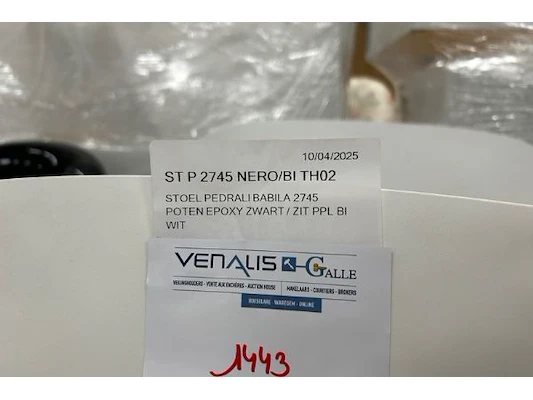 10/04/2025
ST P 2745 NERO/BI TH02
STOEL PEDRALI BABILA 2745
POTEN EPOXY ZWART / ZIT PPL BI
WIT
VENALIS GALLE
VEILINGHOUDERS - VENTE AUX ENCHÈRES - AUCTION HOUSE MAKELAARS - COURTIERS - BROKERS
ROESELARE - WAREGEM - ONLINE
1443